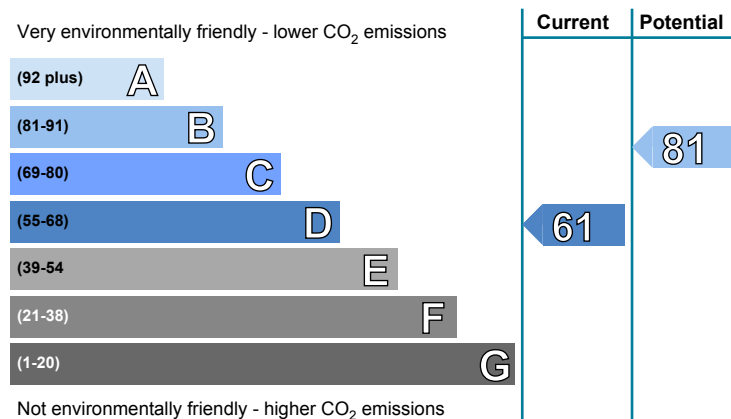 Very environmentally friendly - lower CO2 emissions
Current
Potential
(92 plus) A
(81-91) B
81
(69-80) C
(55-68) D
61
(39-54 E
(21-38) F
(1-20) G
Not environmentally friendly - higher CO2 emissions